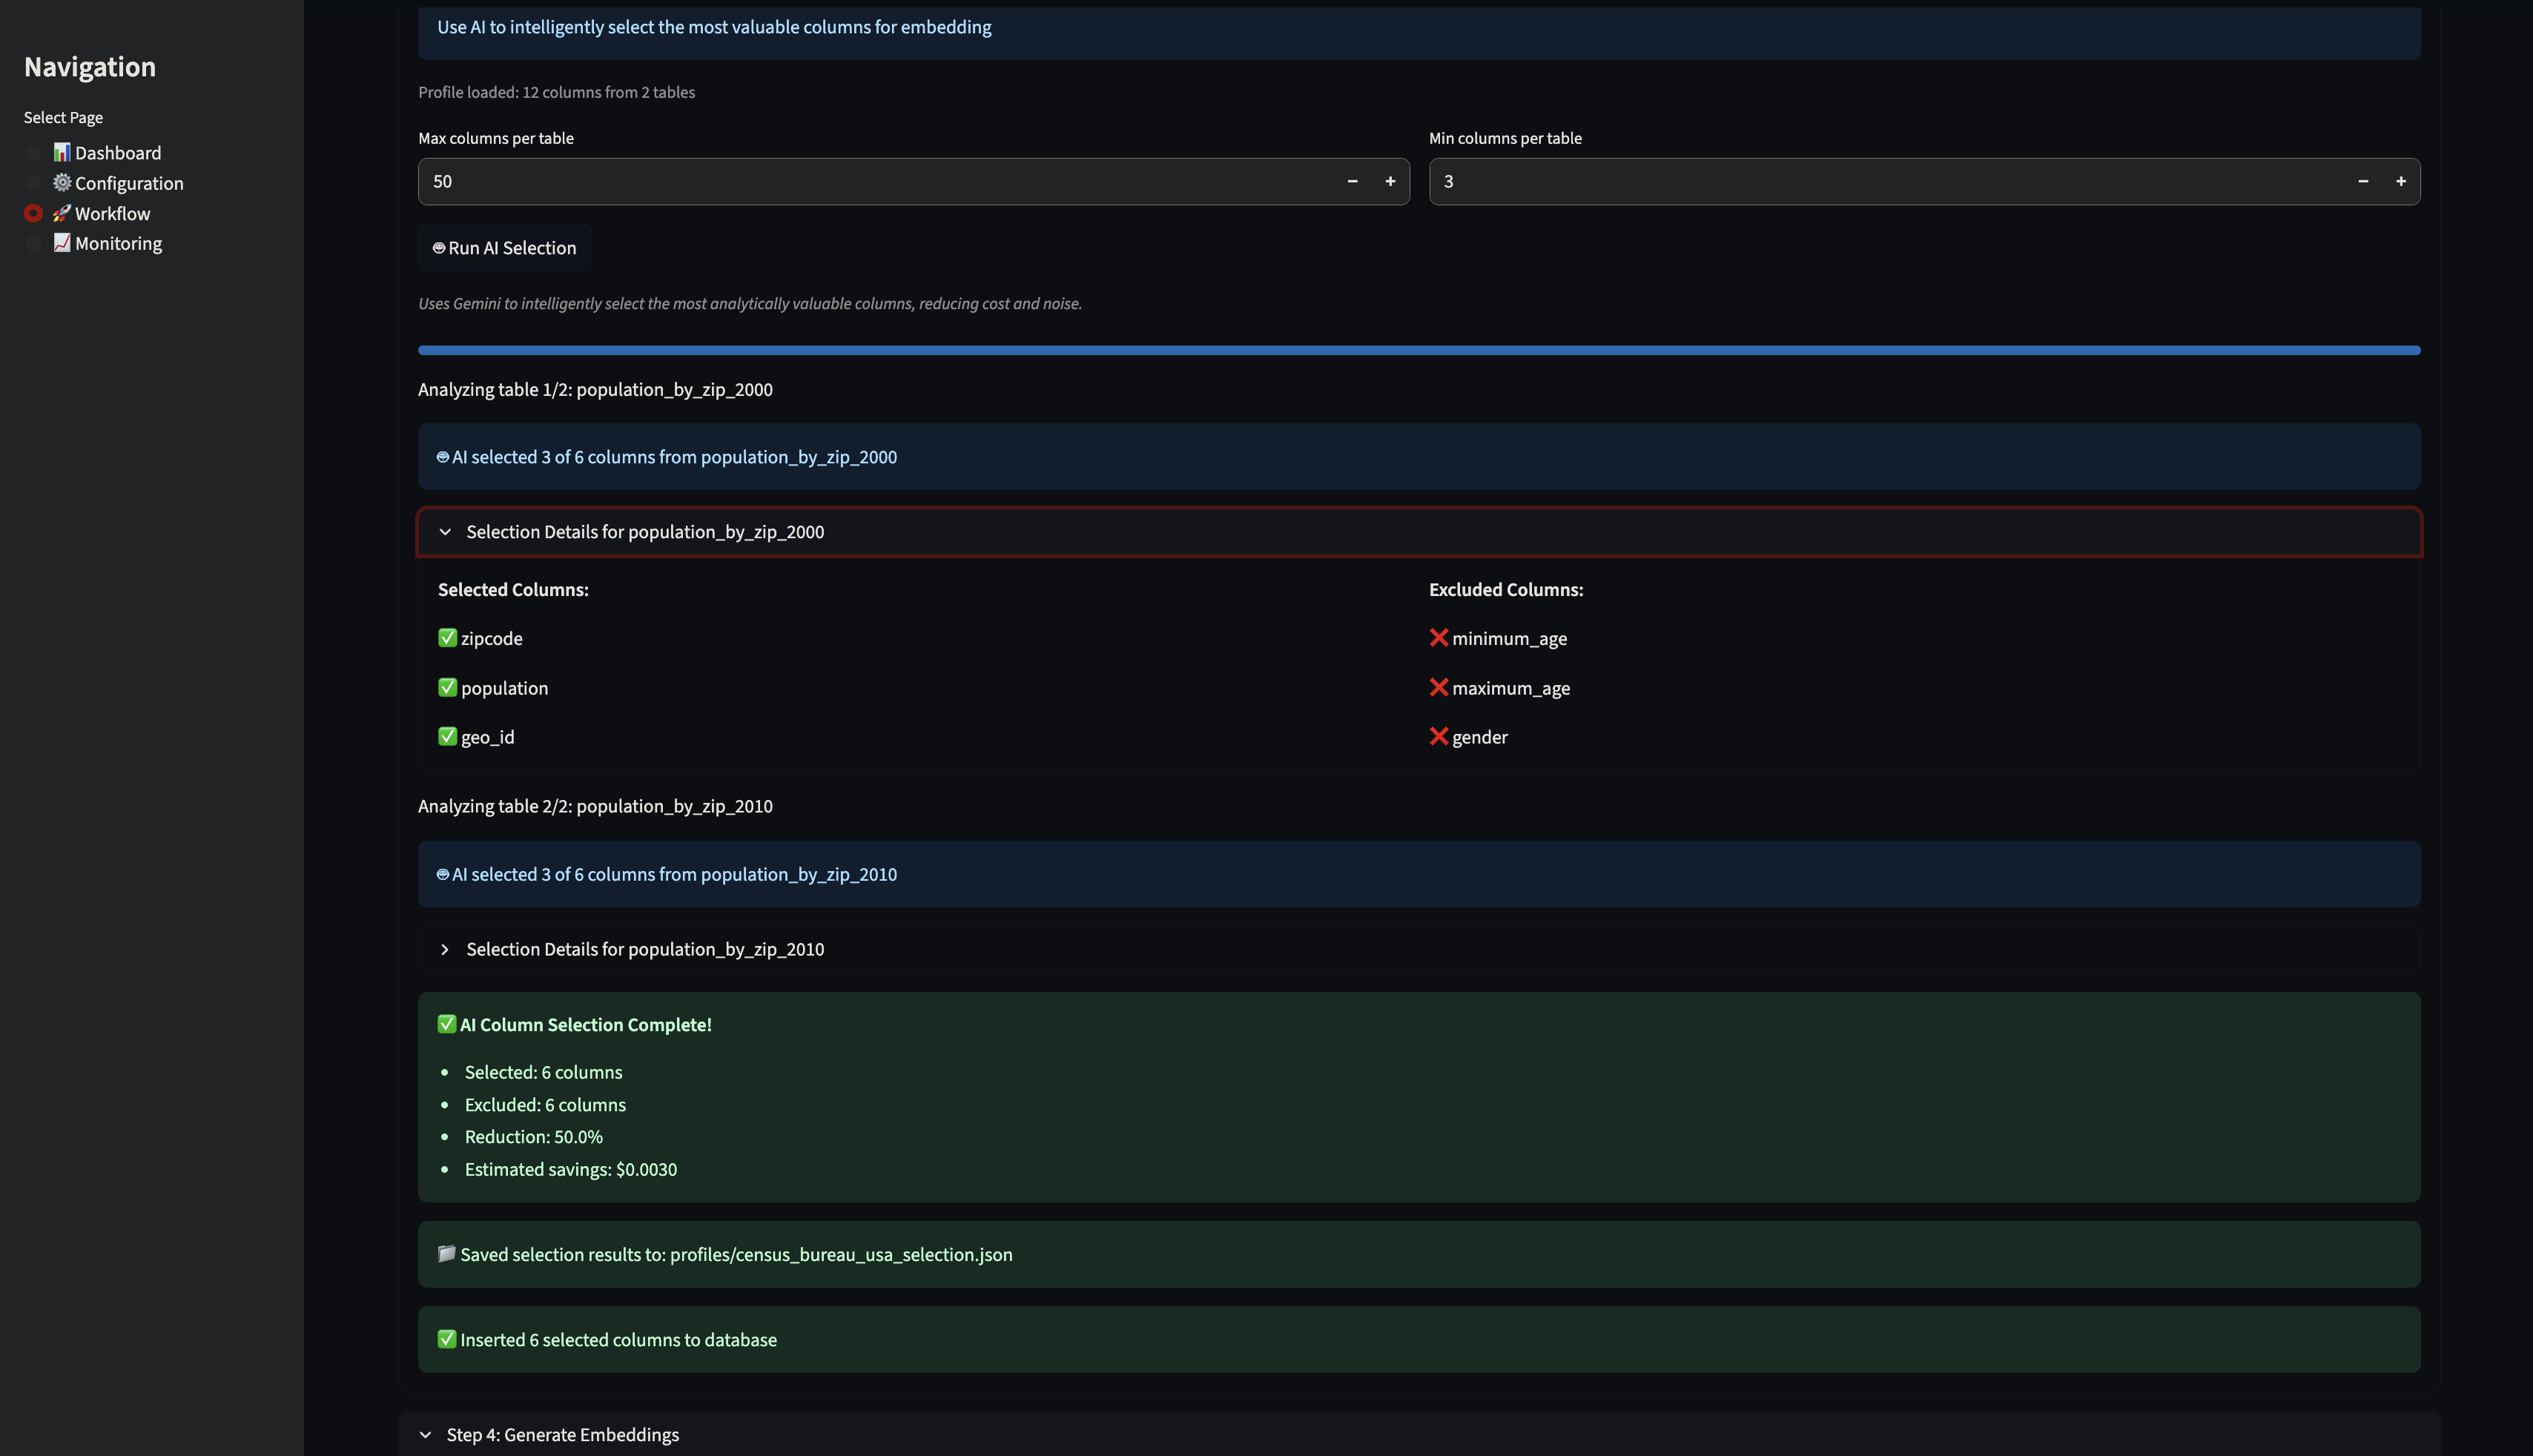 Navigation
Select Page
📊 Dashboard
⚙️ Configuration
🚀 Workflow
📈 Monitoring
Use AI to intelligently select the most valuable columns for embedding
Profile loaded: 12 columns from 2 tables
Max columns per table
50
Min columns per table
3
Run AI Selection
Uses Gemini to intelligently select the most analytically valuable columns, reducing cost and noise.
Analyzing table 1/2: population_by_zip_2000
AI selected 3 of 6 columns from population_by_zip_2000
Selection Details for population_by_zip_2000
Selected Columns:
✅ zipcode
✅ population
✅ geo_id
Excluded Columns:
❌ minimum_age
❌ maximum_age
❌ gender
Analyzing table 2/2: population_by_zip_2010
AI selected 3 of 6 columns from population_by_zip_2010
Selection Details for population_by_zip_2010
✅ AI Column Selection Complete!
• Selected: 6 columns
• Excluded: 6 columns
• Reduction: 50.0%
• Estimated savings: $0.0030
📁 Saved selection results to: profiles/census_bureau_usa_selection.json
✅ Inserted 6 selected columns to database
Step 4: Generate Embeddings